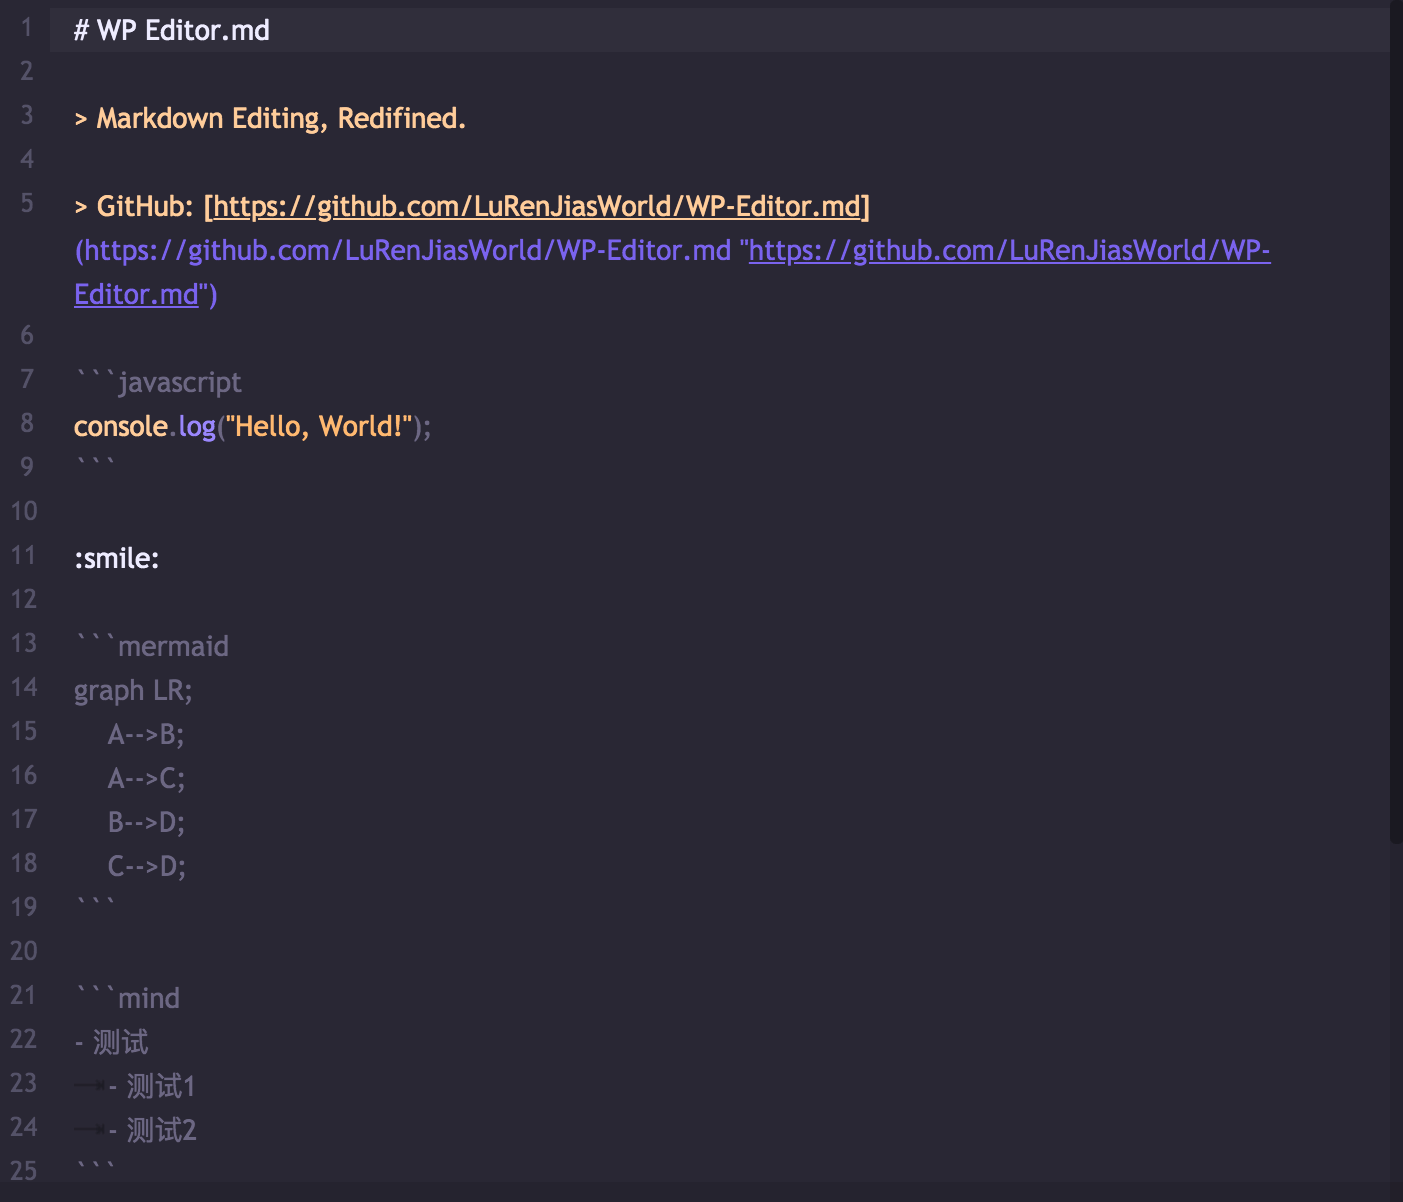 1 # WP Editor.md
2
3 > Markdown Editing, Redifined.
4
5 > GitHub: [https://github.com/LuRenJiasWorld/WP-Editor.md]
(https://github.com/LuRenJiasWorld/WP-Editor.md "https://github.com/LuRenJiasWorld/WP-
Editor.md")
6
7 ```javascript
8 console.log("Hello, World!");
9 ```
10
11 :smile:
12
13 ```mermaid
14 graph LR;
15     A-->B;
16     A-->C;
17     B-->D;
18     C-->D;
19 ```
20
21 ```mind
22 - 测试
23 	- 测试1
24 	- 测试2
25 ```